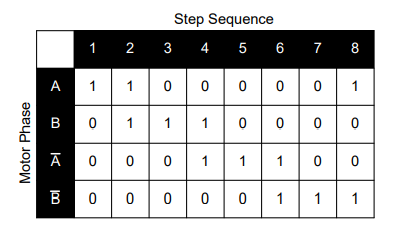 Step Sequence
1 2 3 4 5 6 7 8
Motor Phase
A 1 1 0 0 0 0 0 1
B 0 1 1 1 0 0 0 0
A̅ 0 0 0 1 1 1 0 0
B̅ 0 0 0 0 0 1 1 1